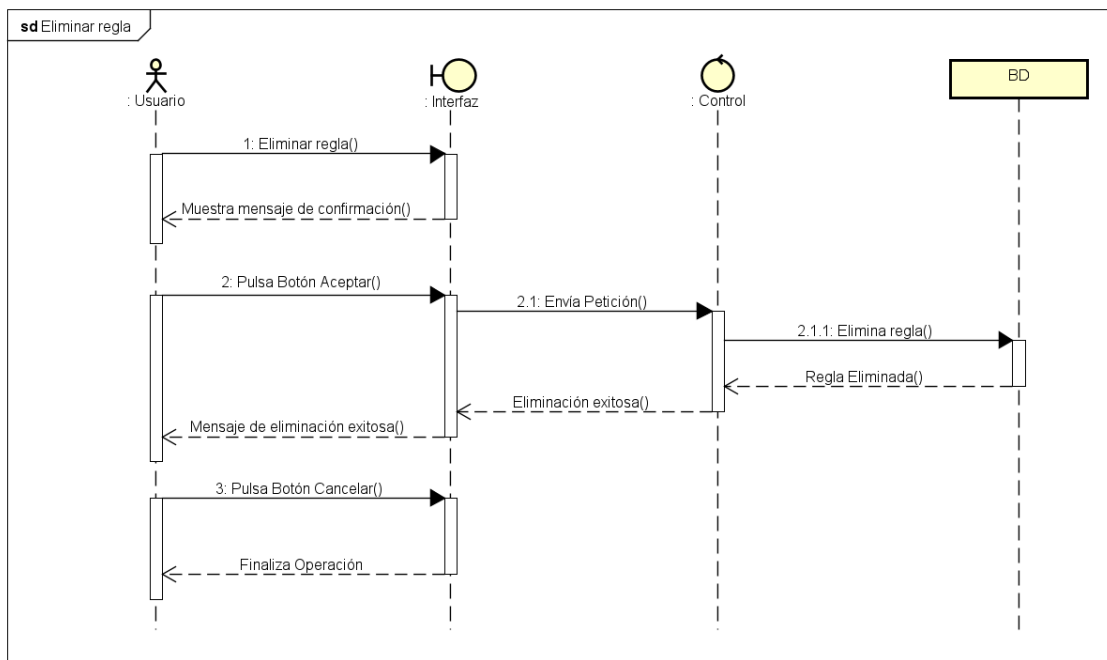 sd Eliminar regla
: Usuario
: Interfaz
: Control
BD
1: Eliminar regla()
Muestra mensaje de confirmación()
2: Pulsa Botón Aceptar()
2.1: Envía Petición()
2.1.1: Elimina regla()
Regla Eliminada()
Eliminación exitosa()
Mensaje de eliminación exitosa()
3: Pulsa Botón Cancelar()
Finaliza Operación